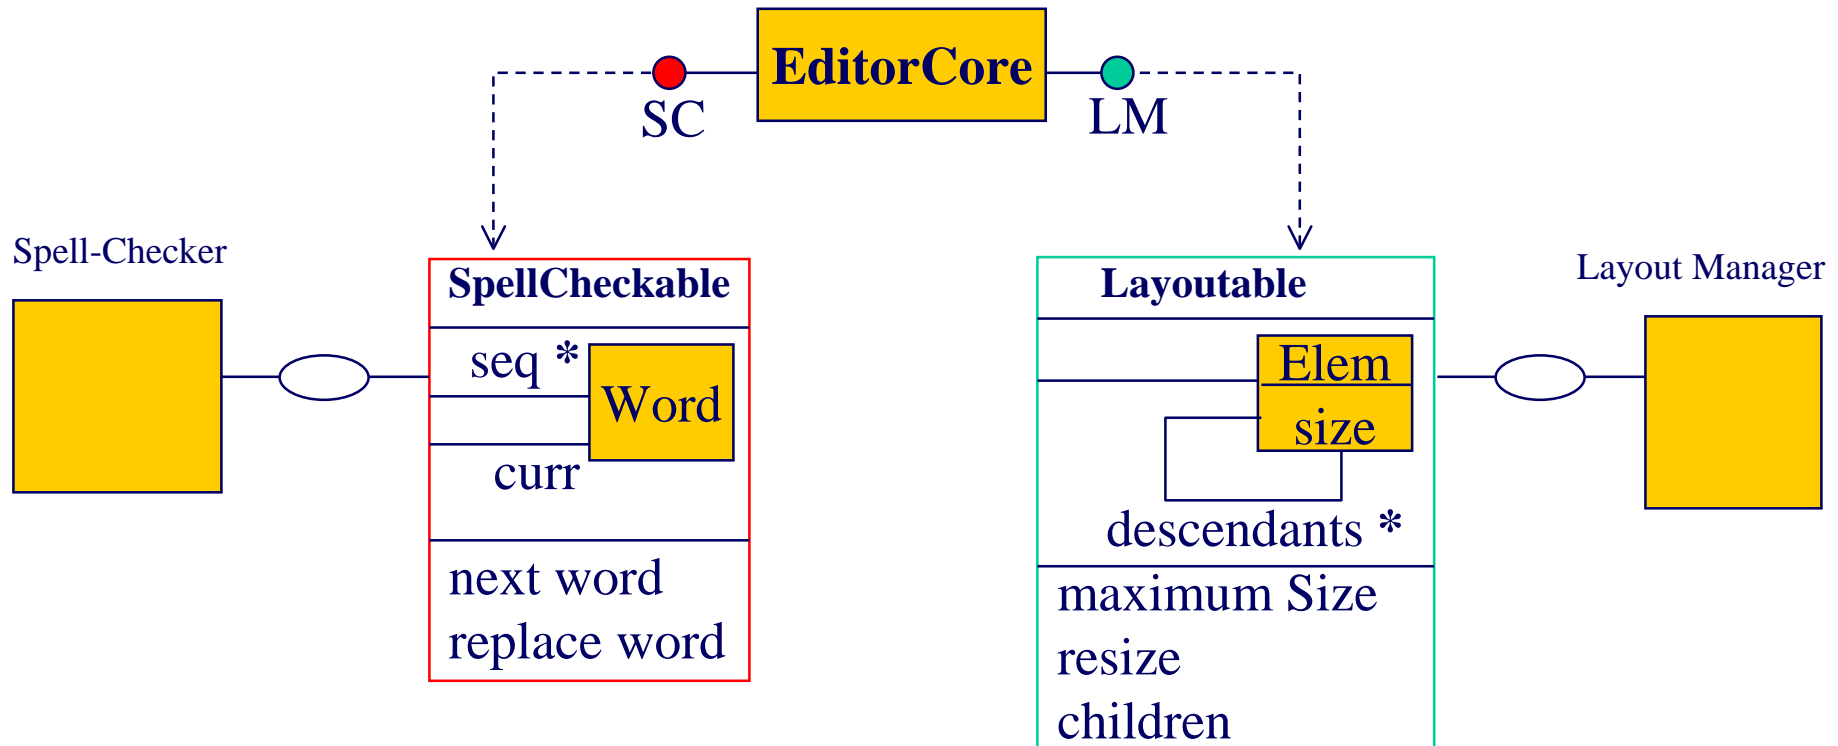 EditorCore
SC
LM
Spell-Checker
SpellCheckable
seq *
Word
curr
next word
replace word
Layoutable
Elem
size
descendants *
maximum Size
resize
children
Layout Manager